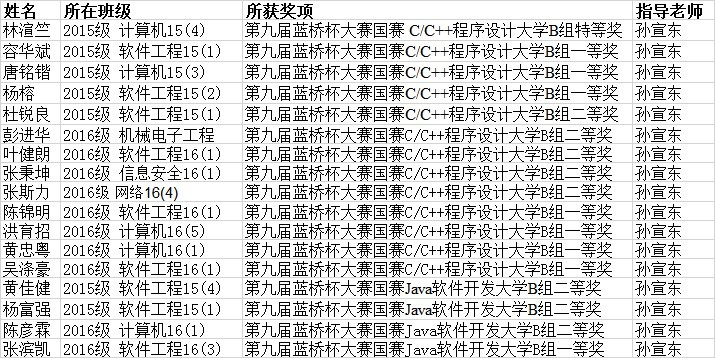 姓名 所在班级 所获奖项 指导老师
林谊竺 2015级 计算机15(4) 第九届蓝桥杯大赛国赛 C/C++程序设计大学B组特等奖 孙宣东
容华斌 2015级 软件工程15(1) 第九届蓝桥杯大赛国赛C/C++程序设计大学B组一等奖 孙宣东
唐铭锴 2015级 计算机15(3) 第九届蓝桥杯大赛国赛C/C++程序设计大学B组一等奖 孙宣东
杨榕 2015级 软件工程15(2) 第九届蓝桥杯大赛国赛C/C++程序设计大学B组一等奖 孙宣东
杜锐良 2015级 软件工程15(1) 第九届蓝桥杯大赛国赛C/C++程序设计大学B组二等奖 孙宣东
彭进华 2016级 机械电子工程 第九届蓝桥杯大赛国赛C/C++程序设计大学B组二等奖 孙宣东
叶健朗 2016级 软件工程16(1) 第九届蓝桥杯大赛国赛C/C++程序设计大学B组二等奖 孙宣东
张秉坤 2016级 信息安全16(1) 第九届蓝桥杯大赛国赛C/C++程序设计大学B组二等奖 孙宣东
张斯力 2016级 网络16(4) 第九届蓝桥杯大赛国赛C/C++程序设计大学B组二等奖 孙宣东
陈锦明 2016级 软件工程16(1) 第九届蓝桥杯大赛国赛C/C++程序设计大学B组一等奖 孙宣东
洪育招 2016级 计算机16(5) 第九届蓝桥杯大赛国赛C/C++程序设计大学B组一等奖 孙宣东
黄忠粤 2016级 计算机16(1) 第九届蓝桥杯大赛国赛C/C++程序设计大学B组一等奖 孙宣东
吴涤豪 2016级 软件工程16(1) 第九届蓝桥杯大赛国赛C/C++程序设计大学B组一等奖 孙宣东
黄佳健 2015级 软件工程15(4) 第九届蓝桥杯大赛国赛Java软件开发大学B组二等奖 孙宣东
杨富强 2015级 软件工程15(1) 第九届蓝桥杯大赛国赛Java软件开发大学B组二等奖 孙宣东
陈彦霖 2016级 计算机16(1) 第九届蓝桥杯大赛国赛Java软件开发大学B组一等奖 孙宣东
张滨凯 2016级 软件工程16(3) 第九届蓝桥杯大赛国赛Java软件开发大学B组一等奖 孙宣东